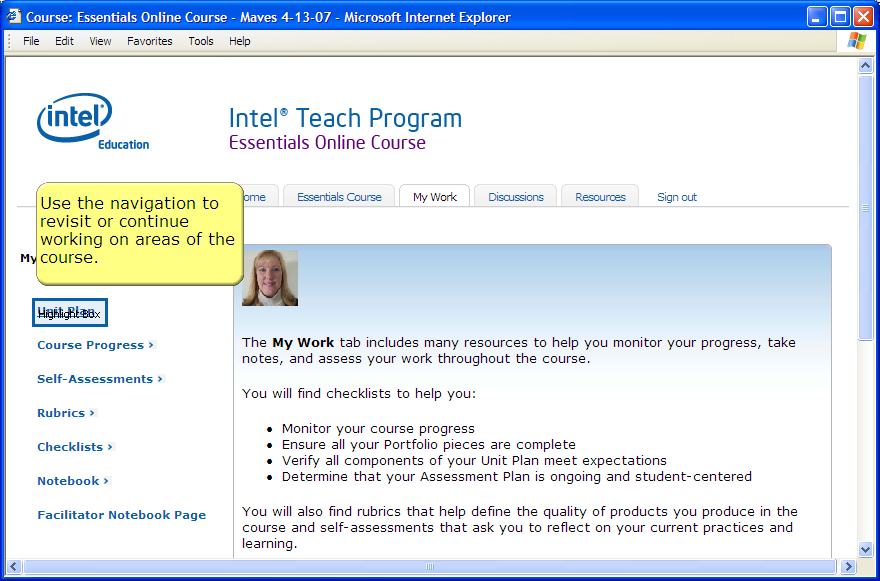 Course: Essentials Online Course - Maves 4-13-07 - Microsoft Internet Explorer
File Edit View Favorites Tools Help
intel®
Education
Intel® Teach Program
Essentials Online Course
ome Essentials Course My Work Discussions Resources Sign out
Use the navigation to
revisit or continue
working on areas of the
course.
My
Unit Plan
Highlight Box
Course Progress ›
Self-Assessments ›
Rubrics ›
Checklists ›
Notebook ›
Facilitator Notebook Page
The My Work tab includes many resources to help you monitor your progress, take
notes, and assess your work throughout the course.
You will find checklists to help you:
• Monitor your course progress
• Ensure all your Portfolio pieces are complete
• Verify all components of your Unit Plan meet expectations
• Determine that your Assessment Plan is ongoing and student-centered
You will also find rubrics that help define the quality of products you produce in the
course and self-assessments that ask you to reflect on your current practices and
learning.